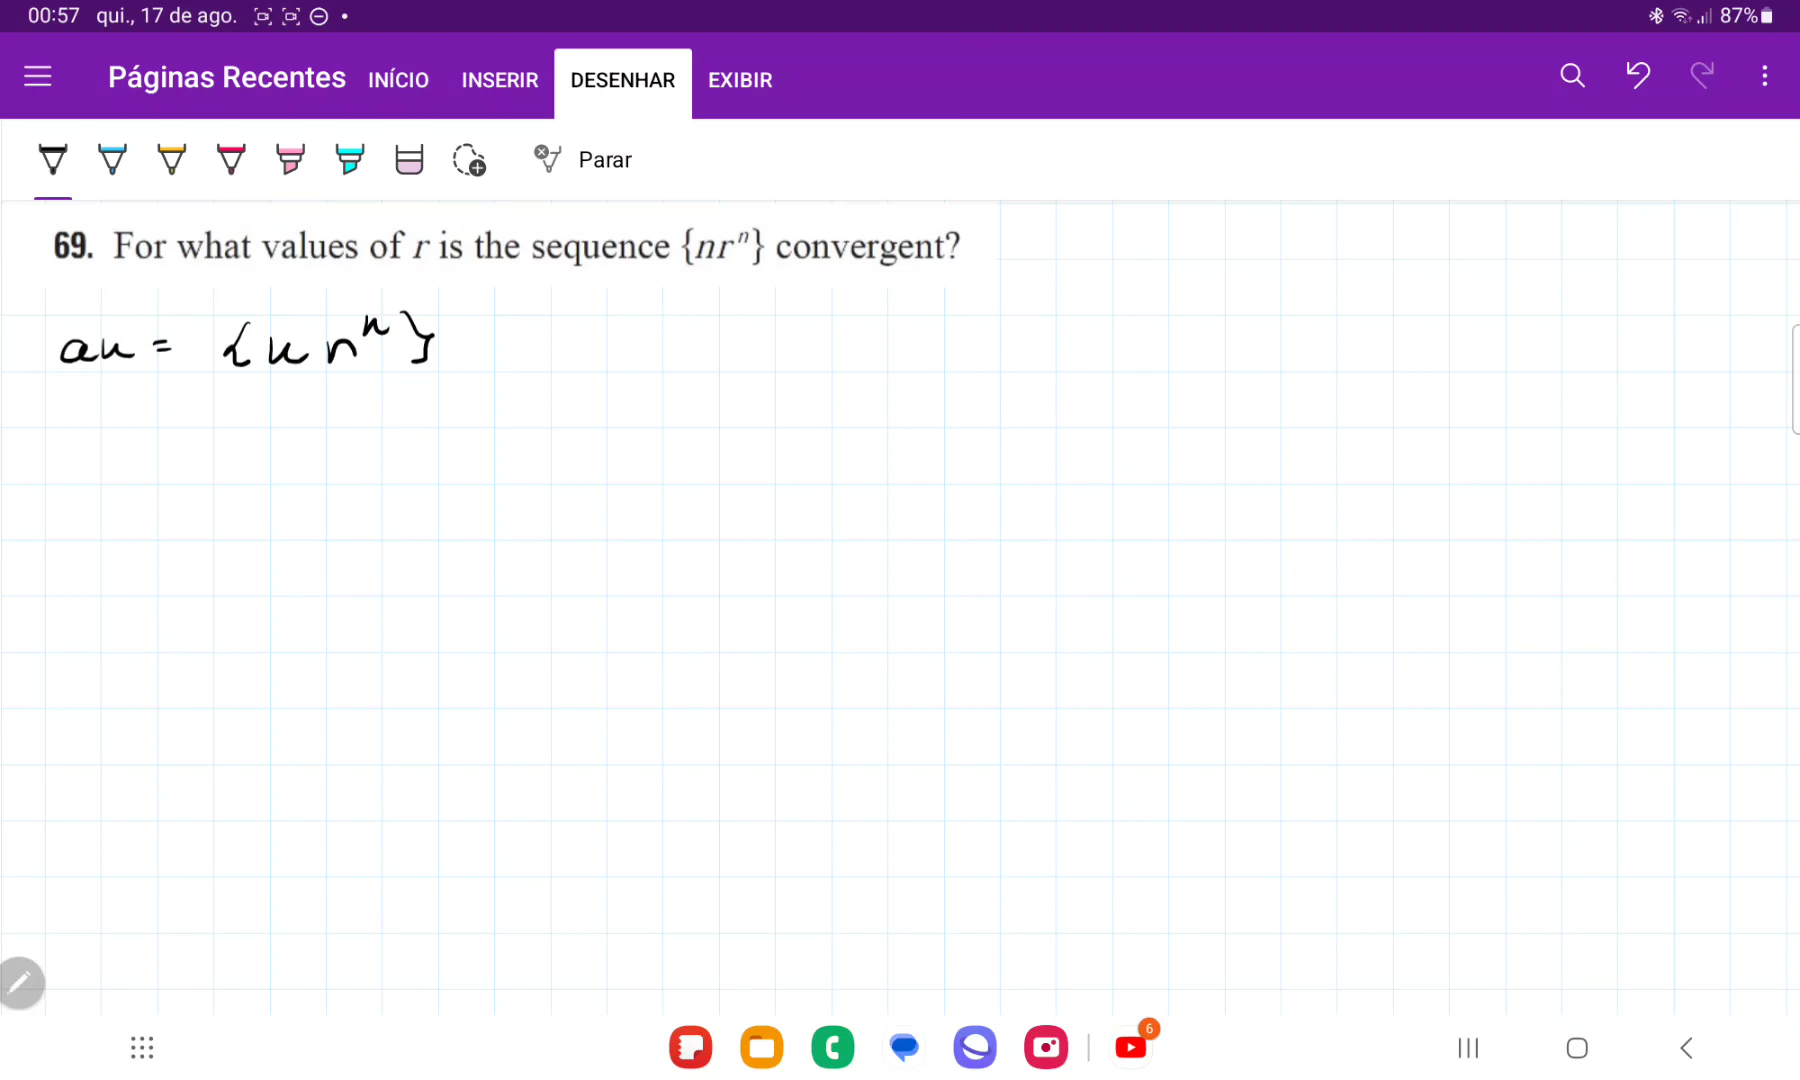 00:57 qui., 17 de ago. 87%
Páginas Recentes INÍCIO INSERIR DESENHAR EXIBIR
Parar
69. For what values of r is the sequence {nrⁿ} convergent?
an = {n rⁿ}
6